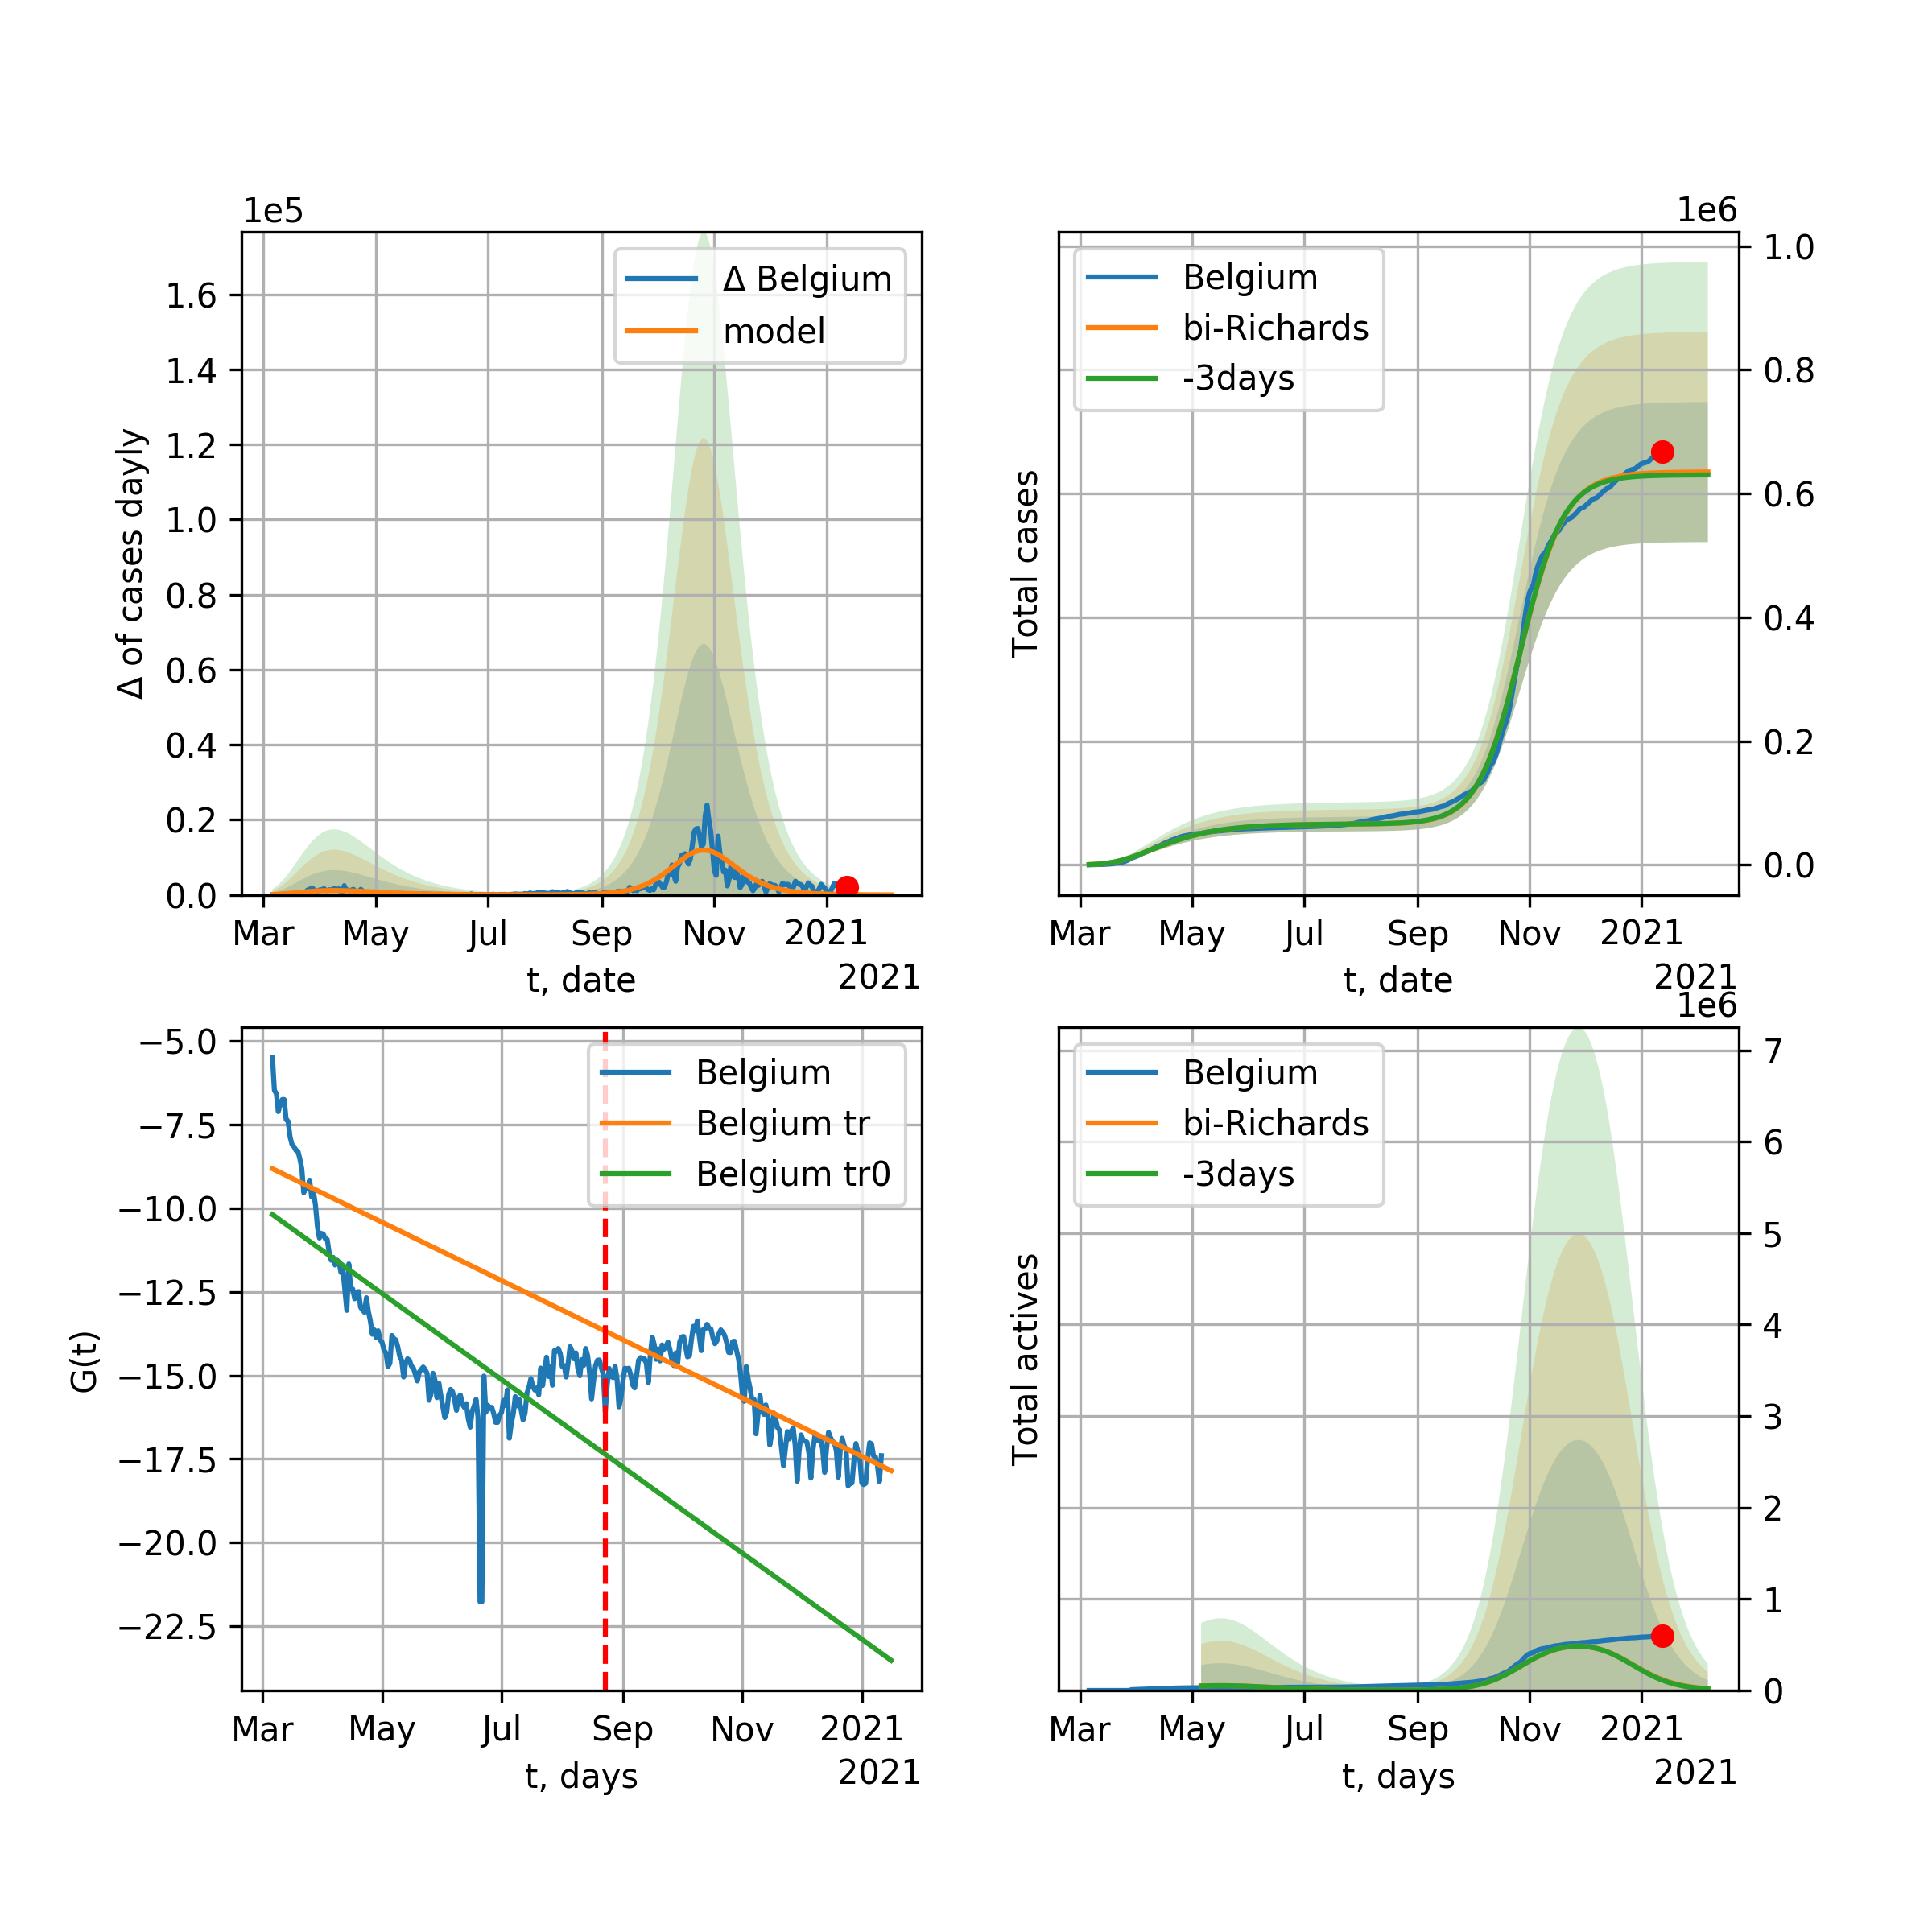 1e5
Δ of cases dayly
1.6
1.4
1.2
1.0
0.8
0.6
0.4
0.2
0.0
Δ Belgium
model
Mar May Jul Sep Nov 2021
t, date
2021
1e6
Total cases
Belgium
bi-Richards
-3days
1.0
0.8
0.6
0.4
0.2
0.0
Mar May Jul Sep Nov 2021
t, date
2021
G(t)
−5.0
−7.5
−10.0
−12.5
−15.0
−17.5
−20.0
−22.5
Belgium
Belgium tr
Belgium tr0
Mar May Jul Sep Nov 2021
t, days
2021
1e6
Total actives
Belgium
bi-Richards
-3days
7
6
5
4
3
2
1
0
Mar May Jul Sep Nov 2021
t, days
2021